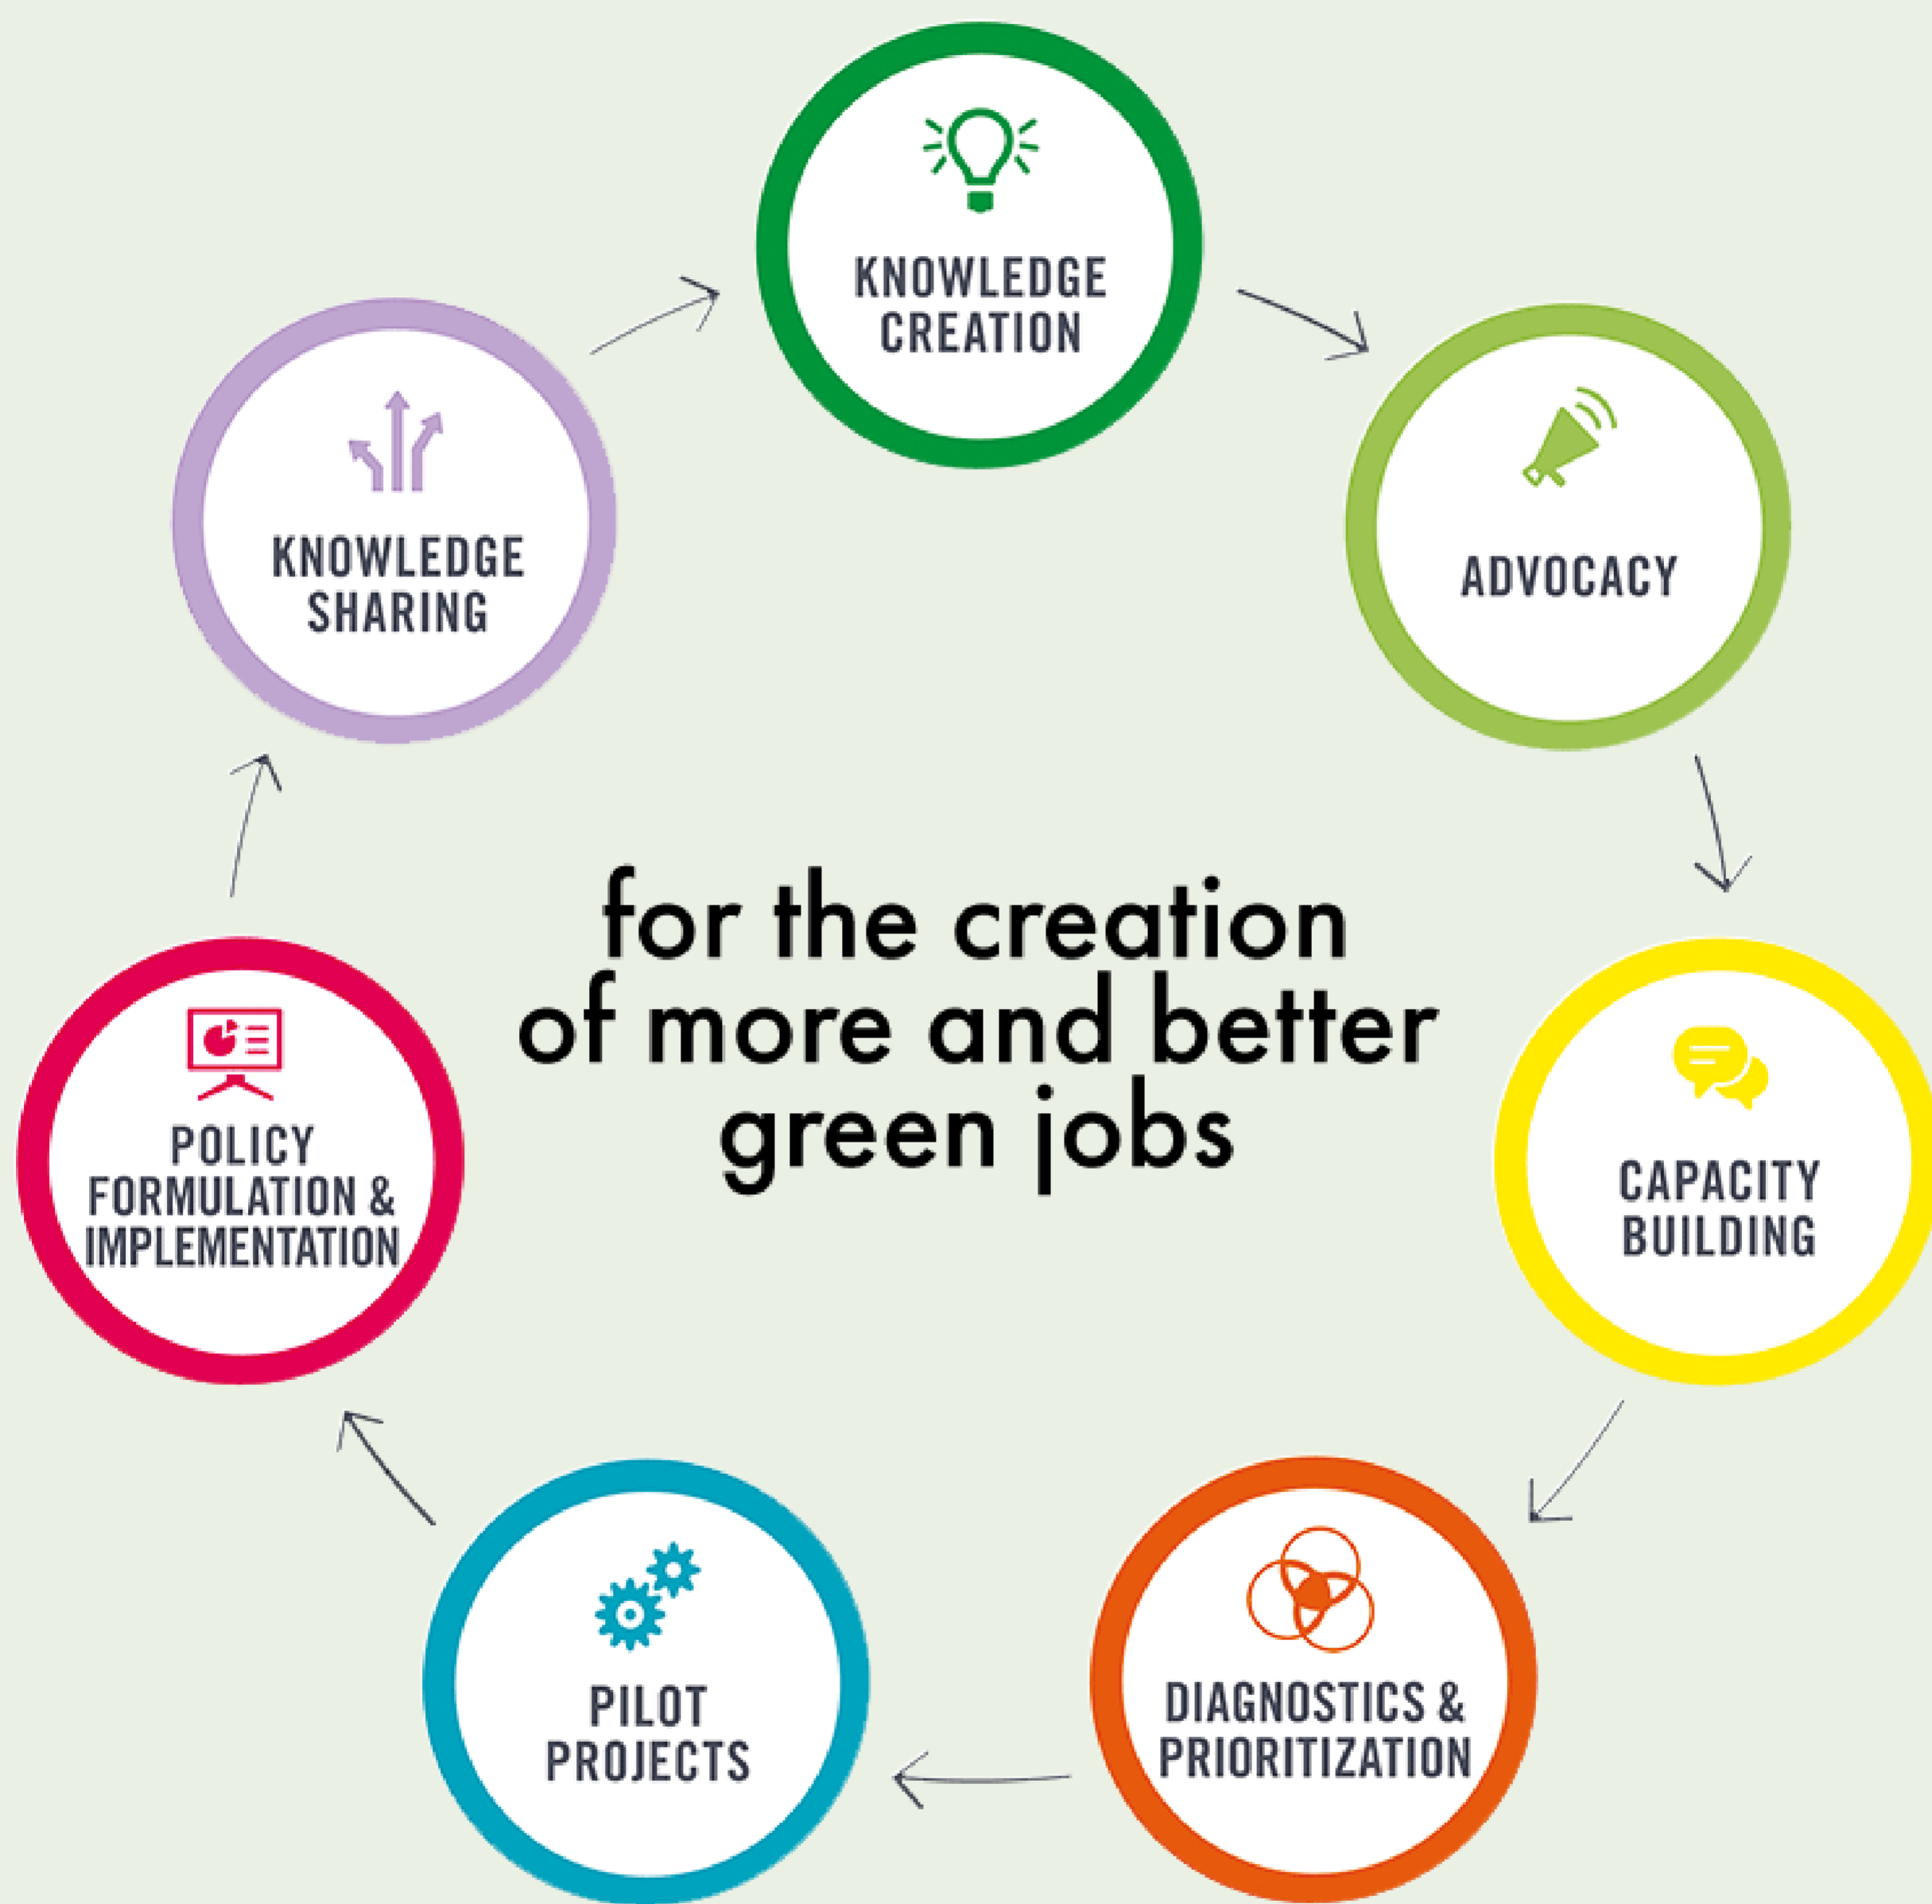 KNOWLEDGE
CREATION
ADVOCACY
CAPACITY
BUILDING
DIAGNOSTICS &
PRIORITIZATION
PILOT
PROJECTS
POLICY
FORMULATION &
IMPLEMENTATION
KNOWLEDGE
SHARING
for the creation
of more and better
green jobs